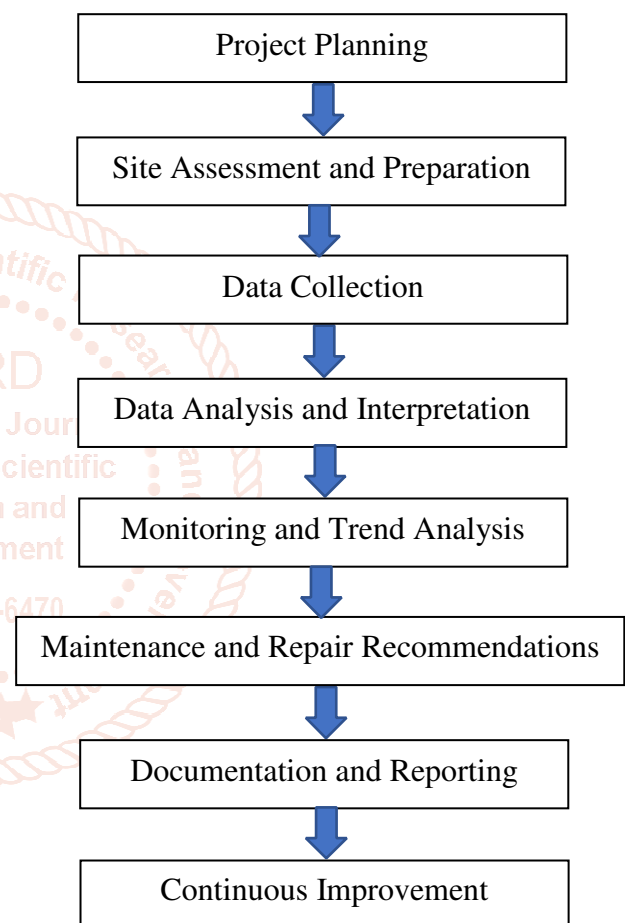 Project Planning
Site Assessment and Preparation
Data Collection
Data Analysis and Interpretation
Monitoring and Trend Analysis
Maintenance and Repair Recommendations
Documentation and Reporting
Continuous Improvement